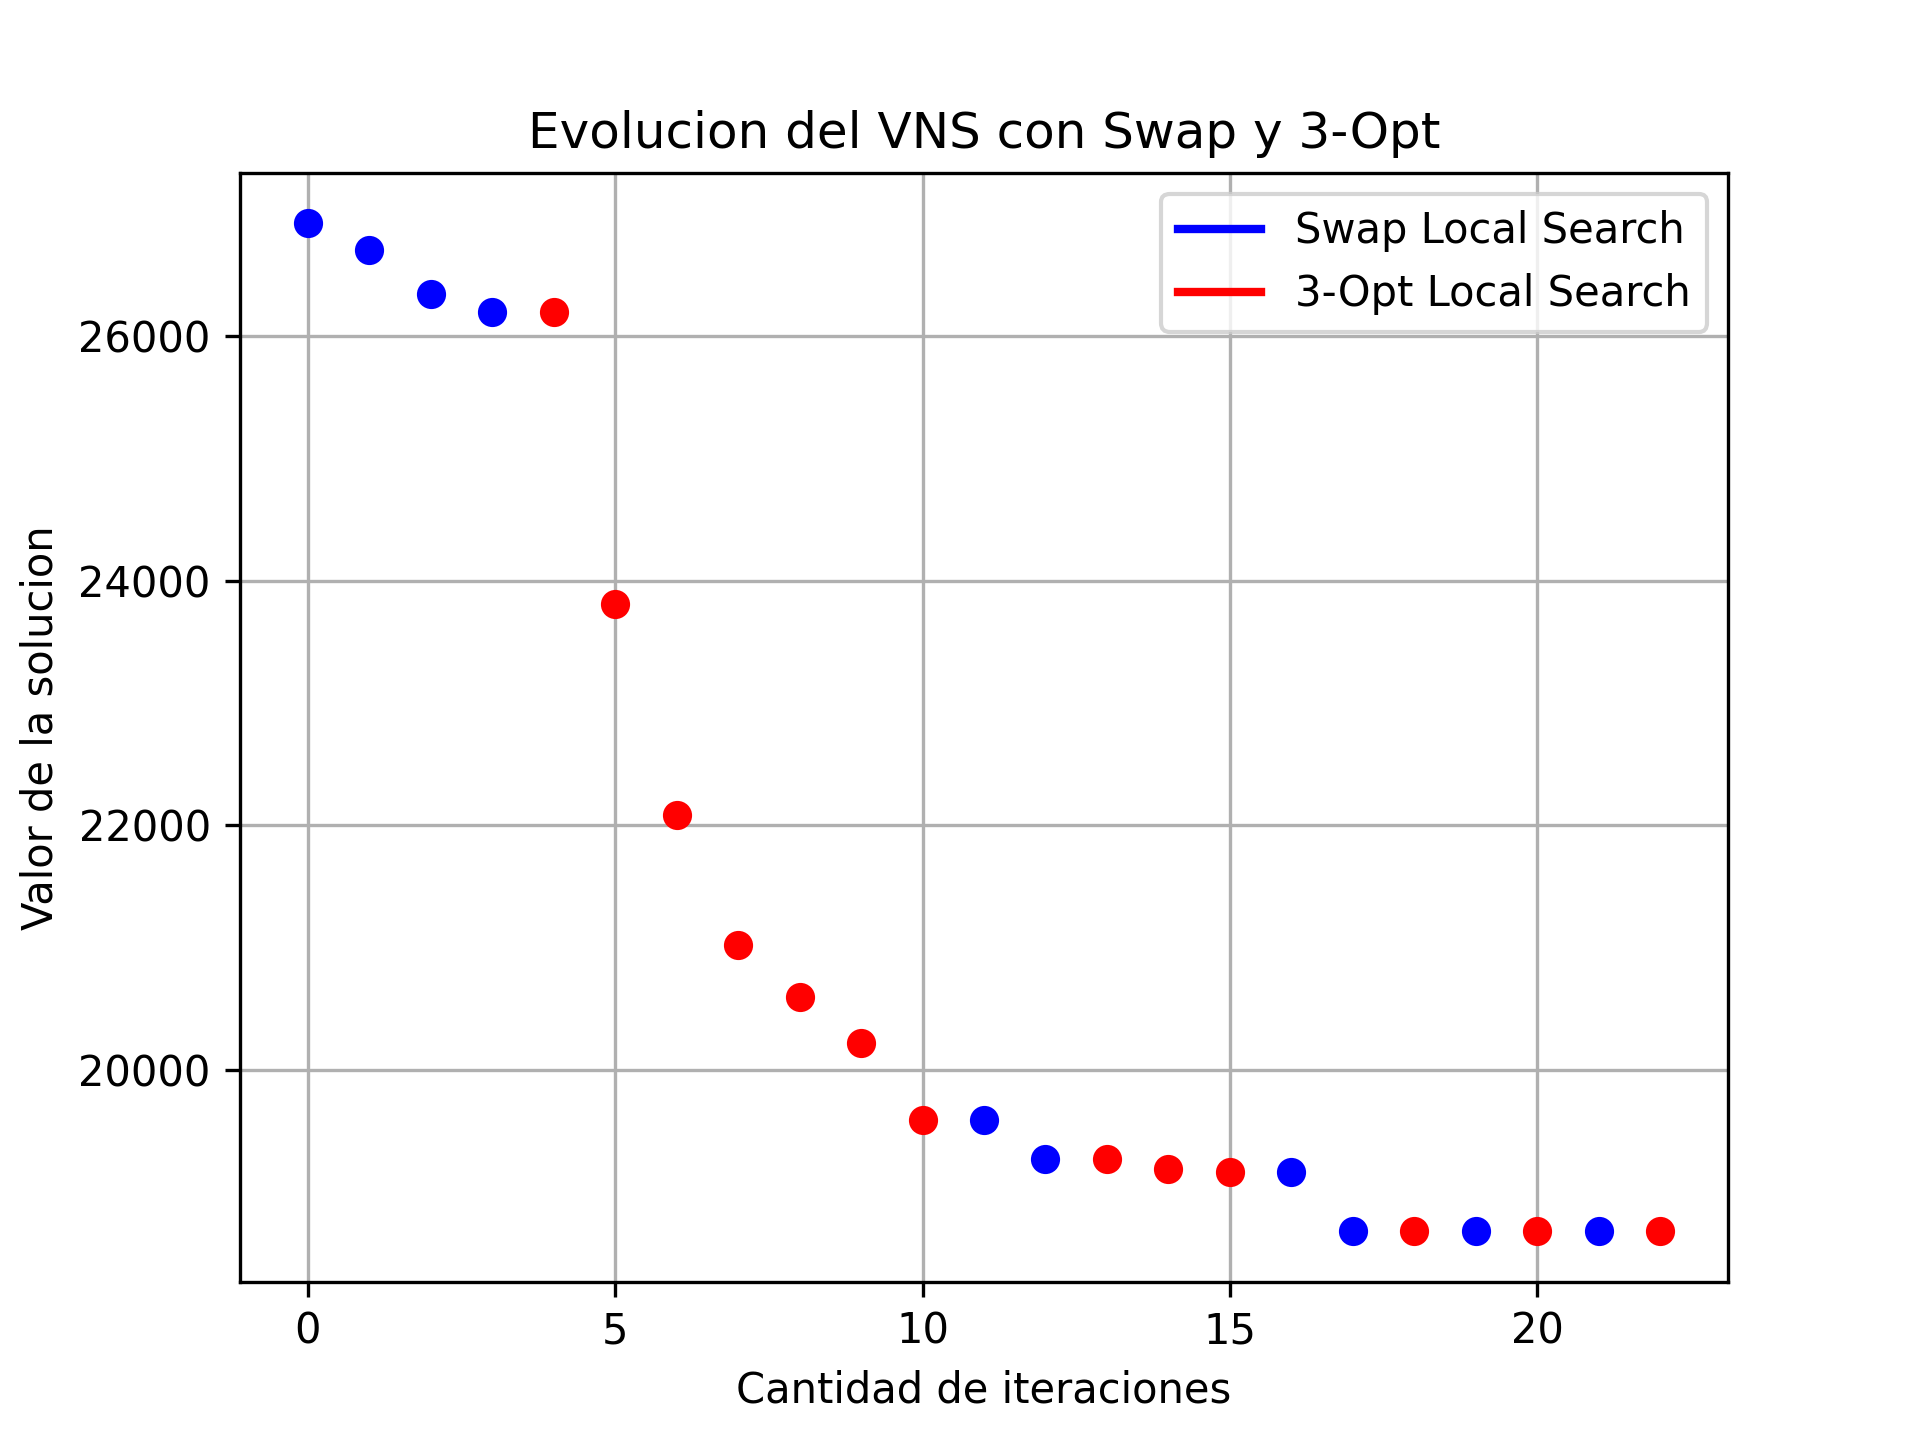 Evolucion del VNS con Swap y 3-Opt
Swap Local Search
3-Opt Local Search
26000
24000
22000
20000
Valor de la solucion
0 5 10 15 20
Cantidad de iteraciones